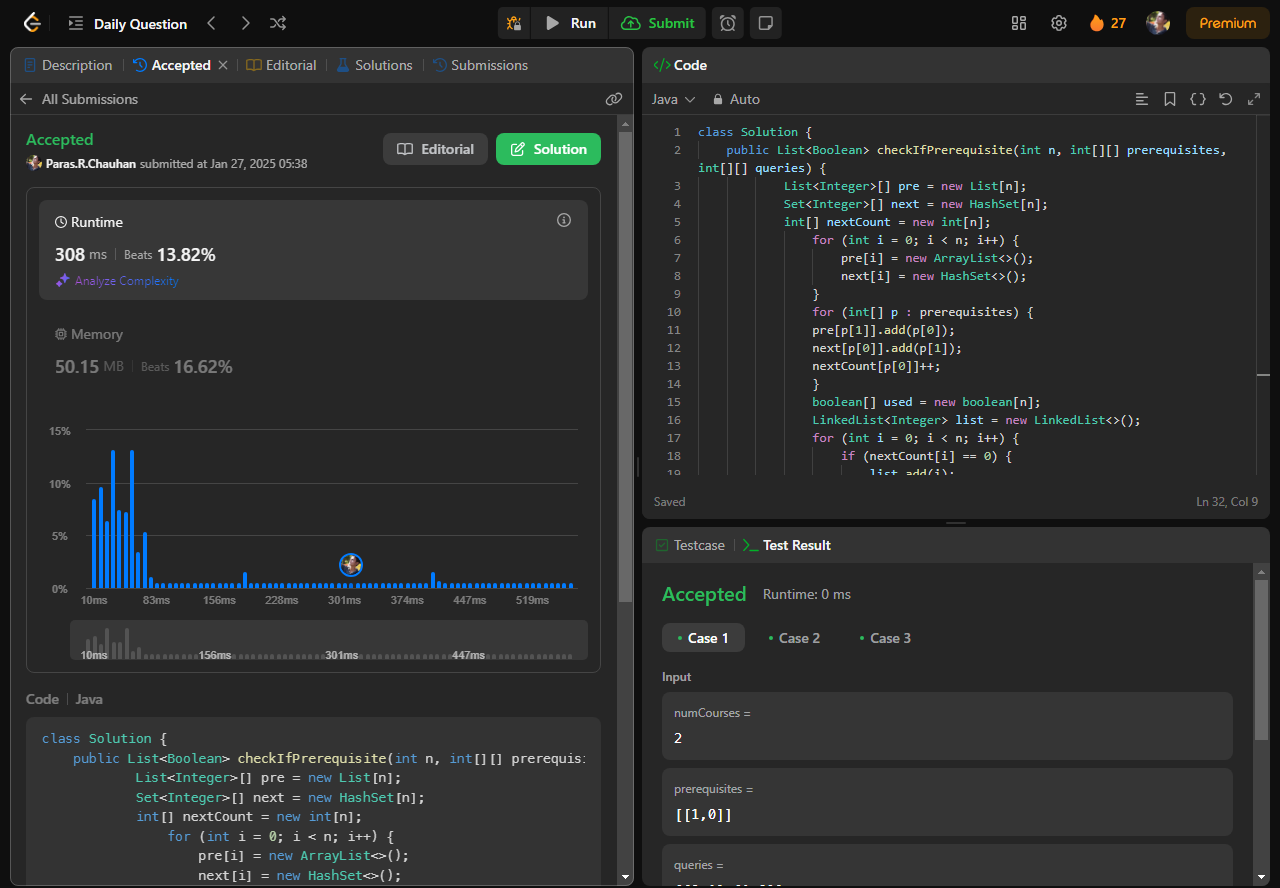 Daily Question
Run
Submit
27
Premium
Description
Accepted
Editorial
Solutions
Submissions
All Submissions
Accepted
Paras.R.Chauhan submitted at Jan 27, 2025 05:38
Editorial
Solution
Runtime
308 ms
Beats 13.82%
Analyze Complexity
Memory
50.15 MB
Beats 16.62%
15%
10%
5%
0%
10ms 83ms 156ms 228ms 301ms 374ms 447ms 519ms
10ms 156ms 301ms 447ms
Code
Java
class Solution {
public List<Boolean> checkIfPrerequisite(int n, int[][] prerequis
List<Integer>[] pre = new List[n];
Set<Integer>[] next = new HashSet[n];
int[] nextCount = new int[n];
for (int i = 0; i < n; i++) {
pre[i] = new ArrayList<>();
next[i] = new HashSet<>();
Code
Java
Auto
1 class Solution {
2 public List<Boolean> checkIfPrerequisite(int n, int[][] prerequisites,
int[][] queries) {
3 List<Integer>[] pre = new List[n];
4 Set<Integer>[] next = new HashSet[n];
5 int[] nextCount = new int[n];
6 for (int i = 0; i < n; i++) {
7 pre[i] = new ArrayList<>();
8 next[i] = new HashSet<>();
9 }
10 for (int[] p : prerequisites) {
11 pre[p[1]].add(p[0]);
12 next[p[0]].add(p[1]);
13 nextCount[p[0]]++;
14 }
15 boolean[] used = new boolean[n];
16 LinkedList<Integer> list = new LinkedList<>();
17 for (int i = 0; i < n; i++) {
18 if (nextCount[i] == 0) {
19 list.add(i);
Saved
Ln 32, Col 9
Testcase
Test Result
Accepted
Runtime: 0 ms
Case 1
Case 2
Case 3
Input
numCourses =
2
prerequisites =
[[1,0]]
queries =